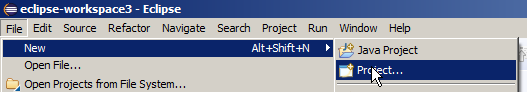 eclipse-workspace3 - Eclipse
File Edit Source Refactor Navigate Search Project Run Window Help
New Alt+Shift+N Java Project
Open File... Project...
Open Projects from File System...